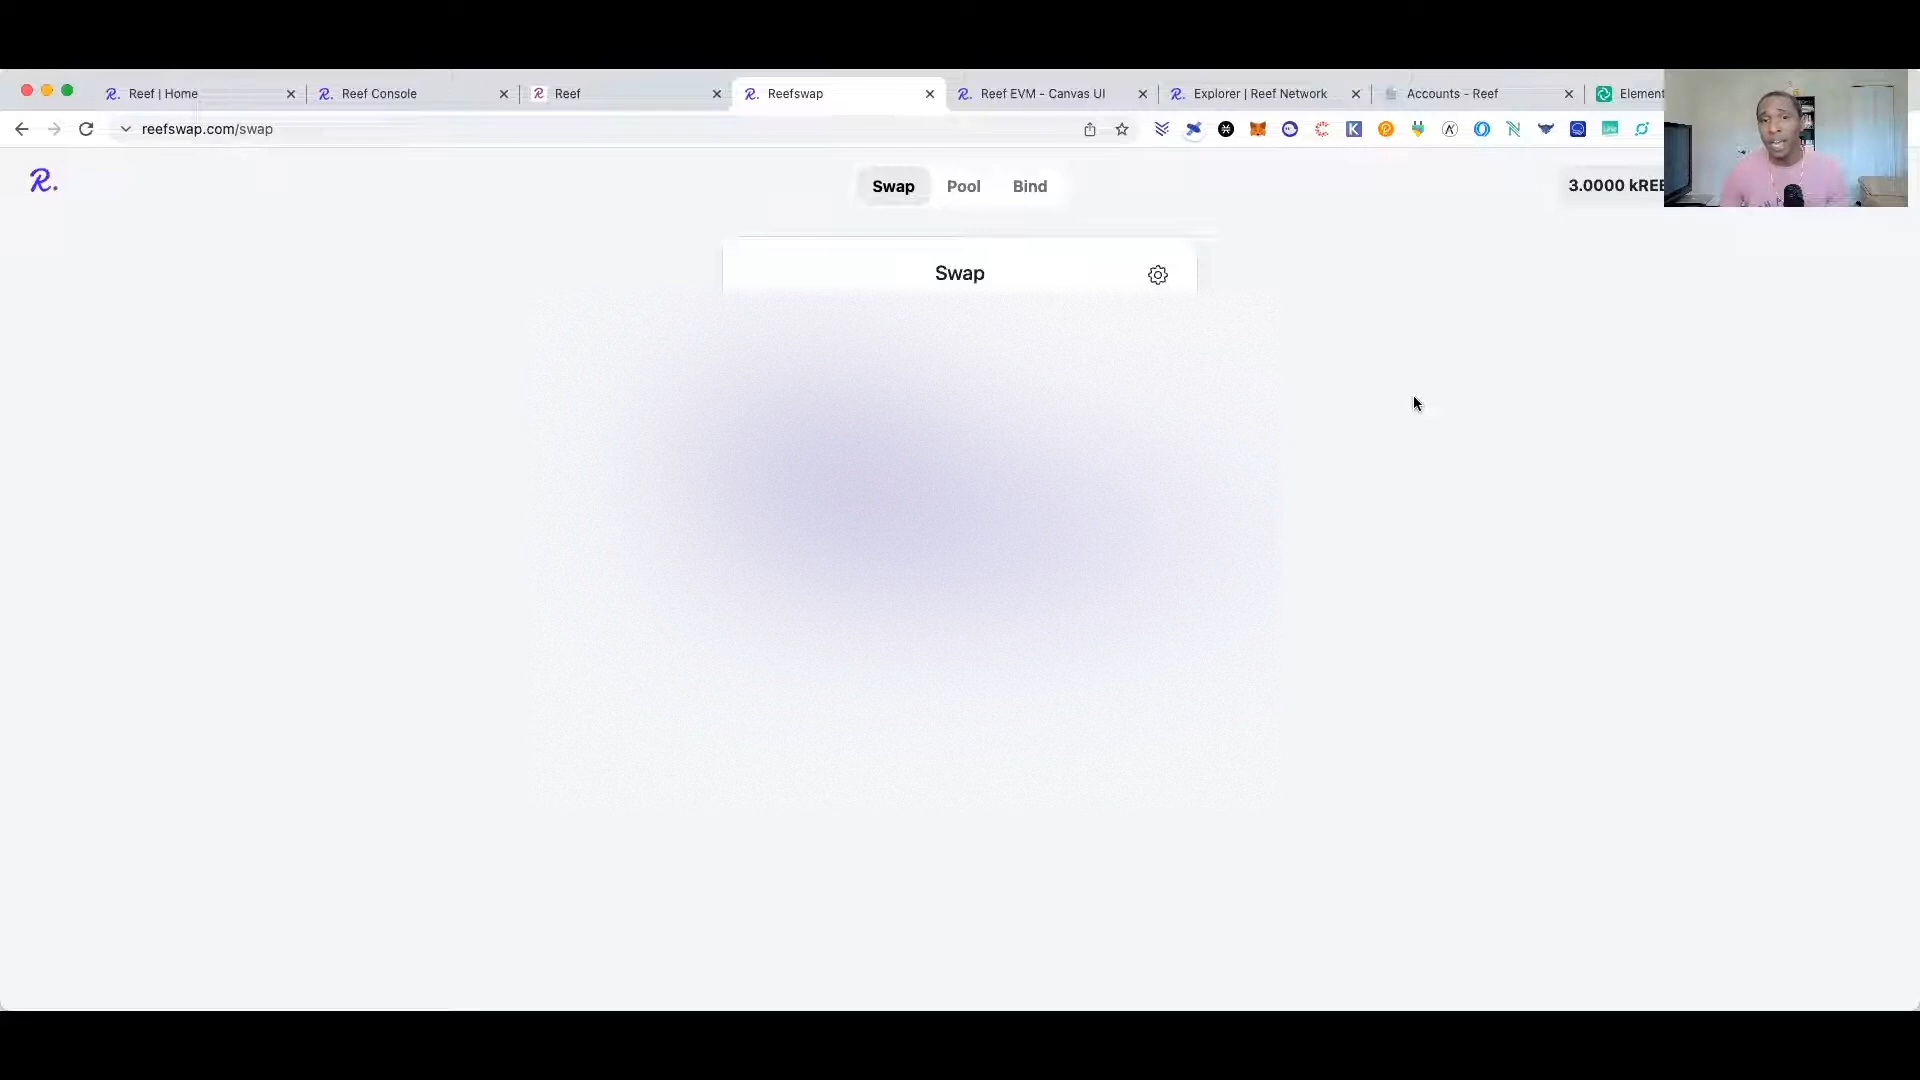 Reef | Home
Reef Console
Reef
Reefswap
Reef EVM - Canvas UI
Explorer | Reef Network
Accounts - Reef
Element
reefswap.com/swap
R.
Swap
Pool
Bind
3.0000 kREE
Swap